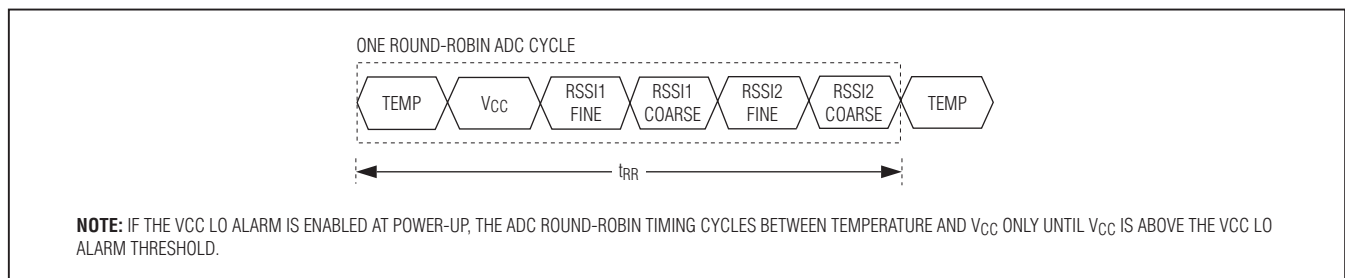 ONE ROUND-ROBIN ADC CYCLE
TEMP VCC RSSI1 FINE RSSI1 COARSE RSSI2 FINE RSSI2 COARSE TEMP
tRR
NOTE: IF THE VCC LO ALARM IS ENABLED AT POWER-UP, THE ADC ROUND-ROBIN TIMING CYCLES BETWEEN TEMPERATURE AND VCC ONLY UNTIL VCC IS ABOVE THE VCC LO
ALARM THRESHOLD.